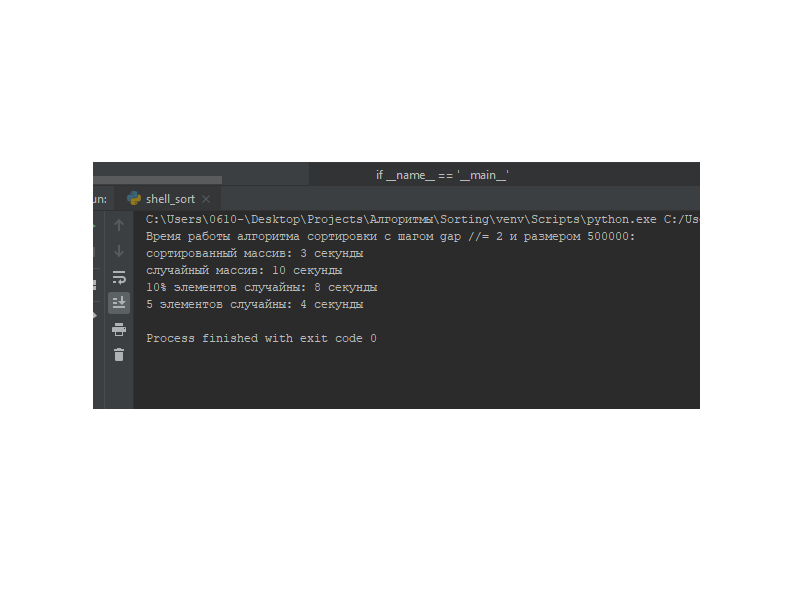 if __name__ == '__main__'
un:
shell_sort
C:\Users\0610-\Desktop\Projects\Алгоритмы\Sorting\venv\Scripts\python.exe C:/Us
Время работы алгоритма сортировки с шагом gap //= 2 и размером 500000:
сортированный массив: 3 секунды
случайный массив: 10 секунды
10% элементов случайны: 8 секунды
5 элементов случайны: 4 секунды
Process finished with exit code 0